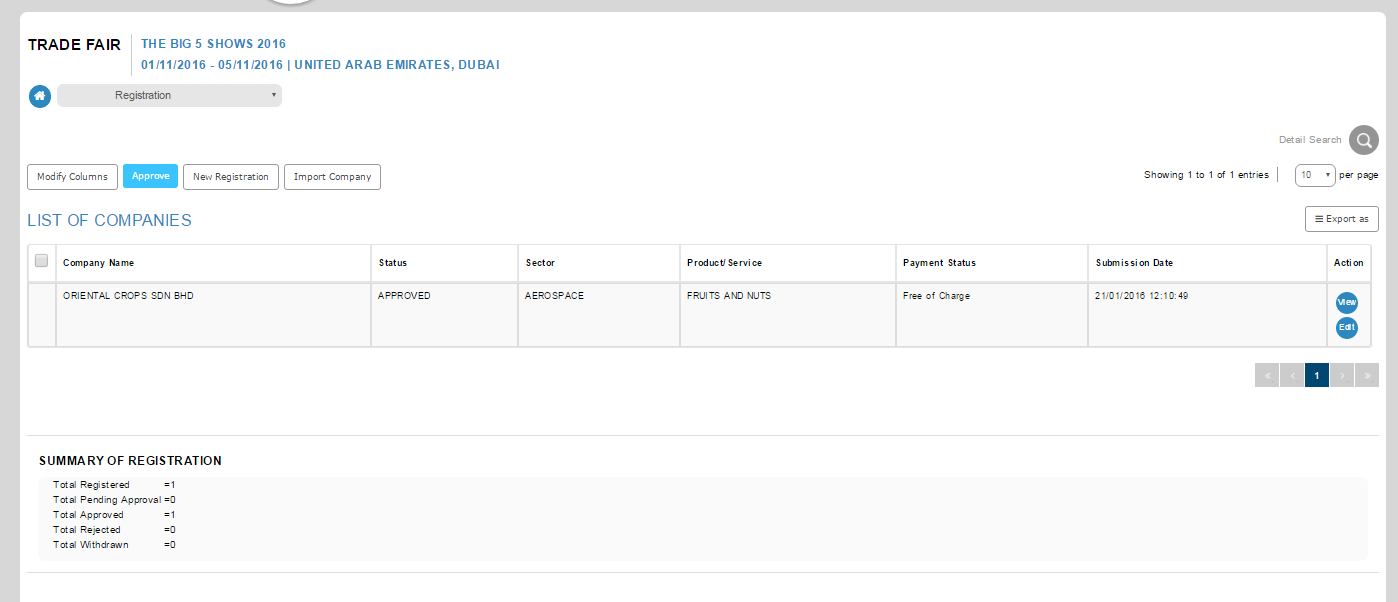 TRADE FAIR
THE BIG 5 SHOWS 2016
01/11/2016 - 05/11/2016 | UNITED ARAB EMIRATES, DUBAI
Registration
Detail Search
Modify Columns Approve New Registration Import Company Showing 1 to 1 of 1 entries 10 per page
LIST OF COMPANIES
Export as
Company Name Status Sector Product/Service Payment Status Submission Date Action
ORIENTAL CROPS SDN BHD APPROVED AEROSPACE FRUITS AND NUTS Free of Charge 21/01/2016 12:10:49
View
Edit
« ‹ 1 › »
SUMMARY OF REGISTRATION
Total Registered =1
Total Pending Approval =0
Total Approved =1
Total Rejected =0
Total Withdrawn =0